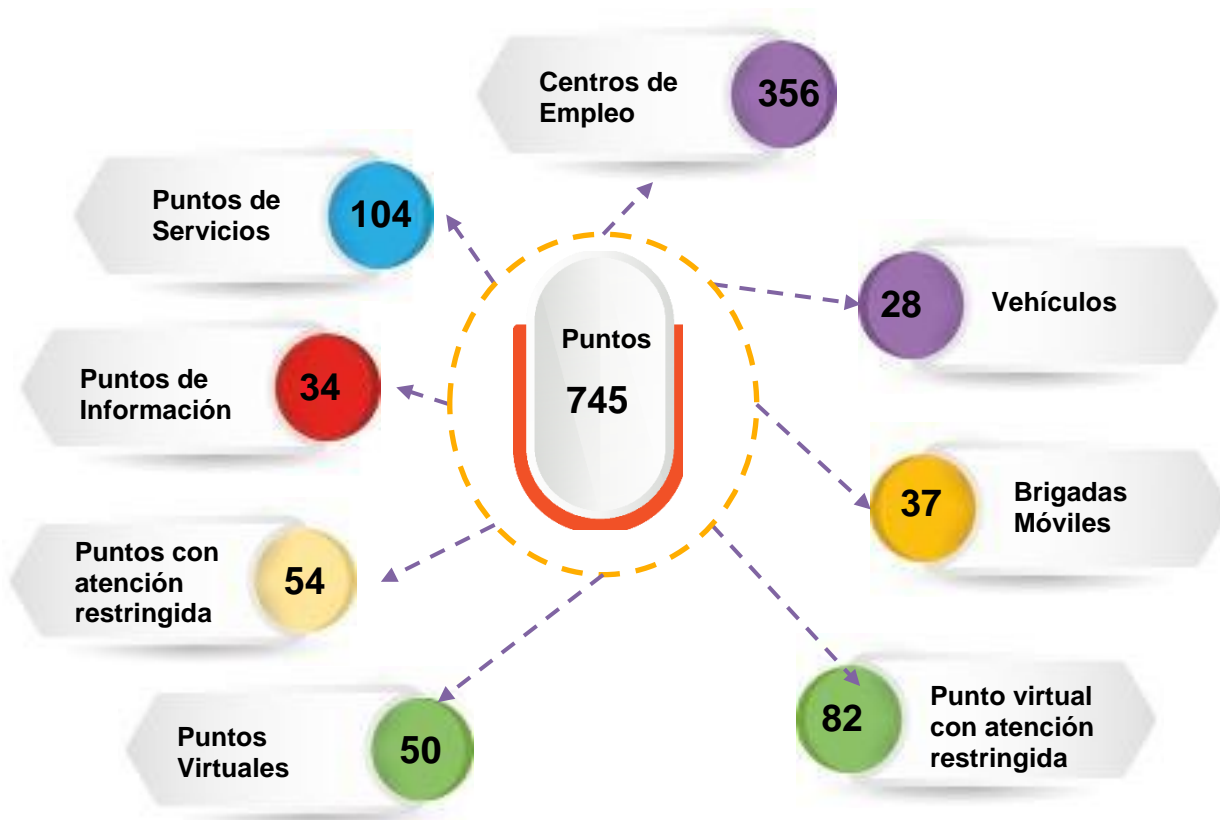 Centros de
Empleo
356
Puntos de
Servicios
104
Vehículos
28
Puntos
745
Puntos de
Información
34
Brigadas
Móviles
37
Puntos con
atención
restringida
54
Puntos
Virtuales
50
Punto virtual
con atención
restringida
82